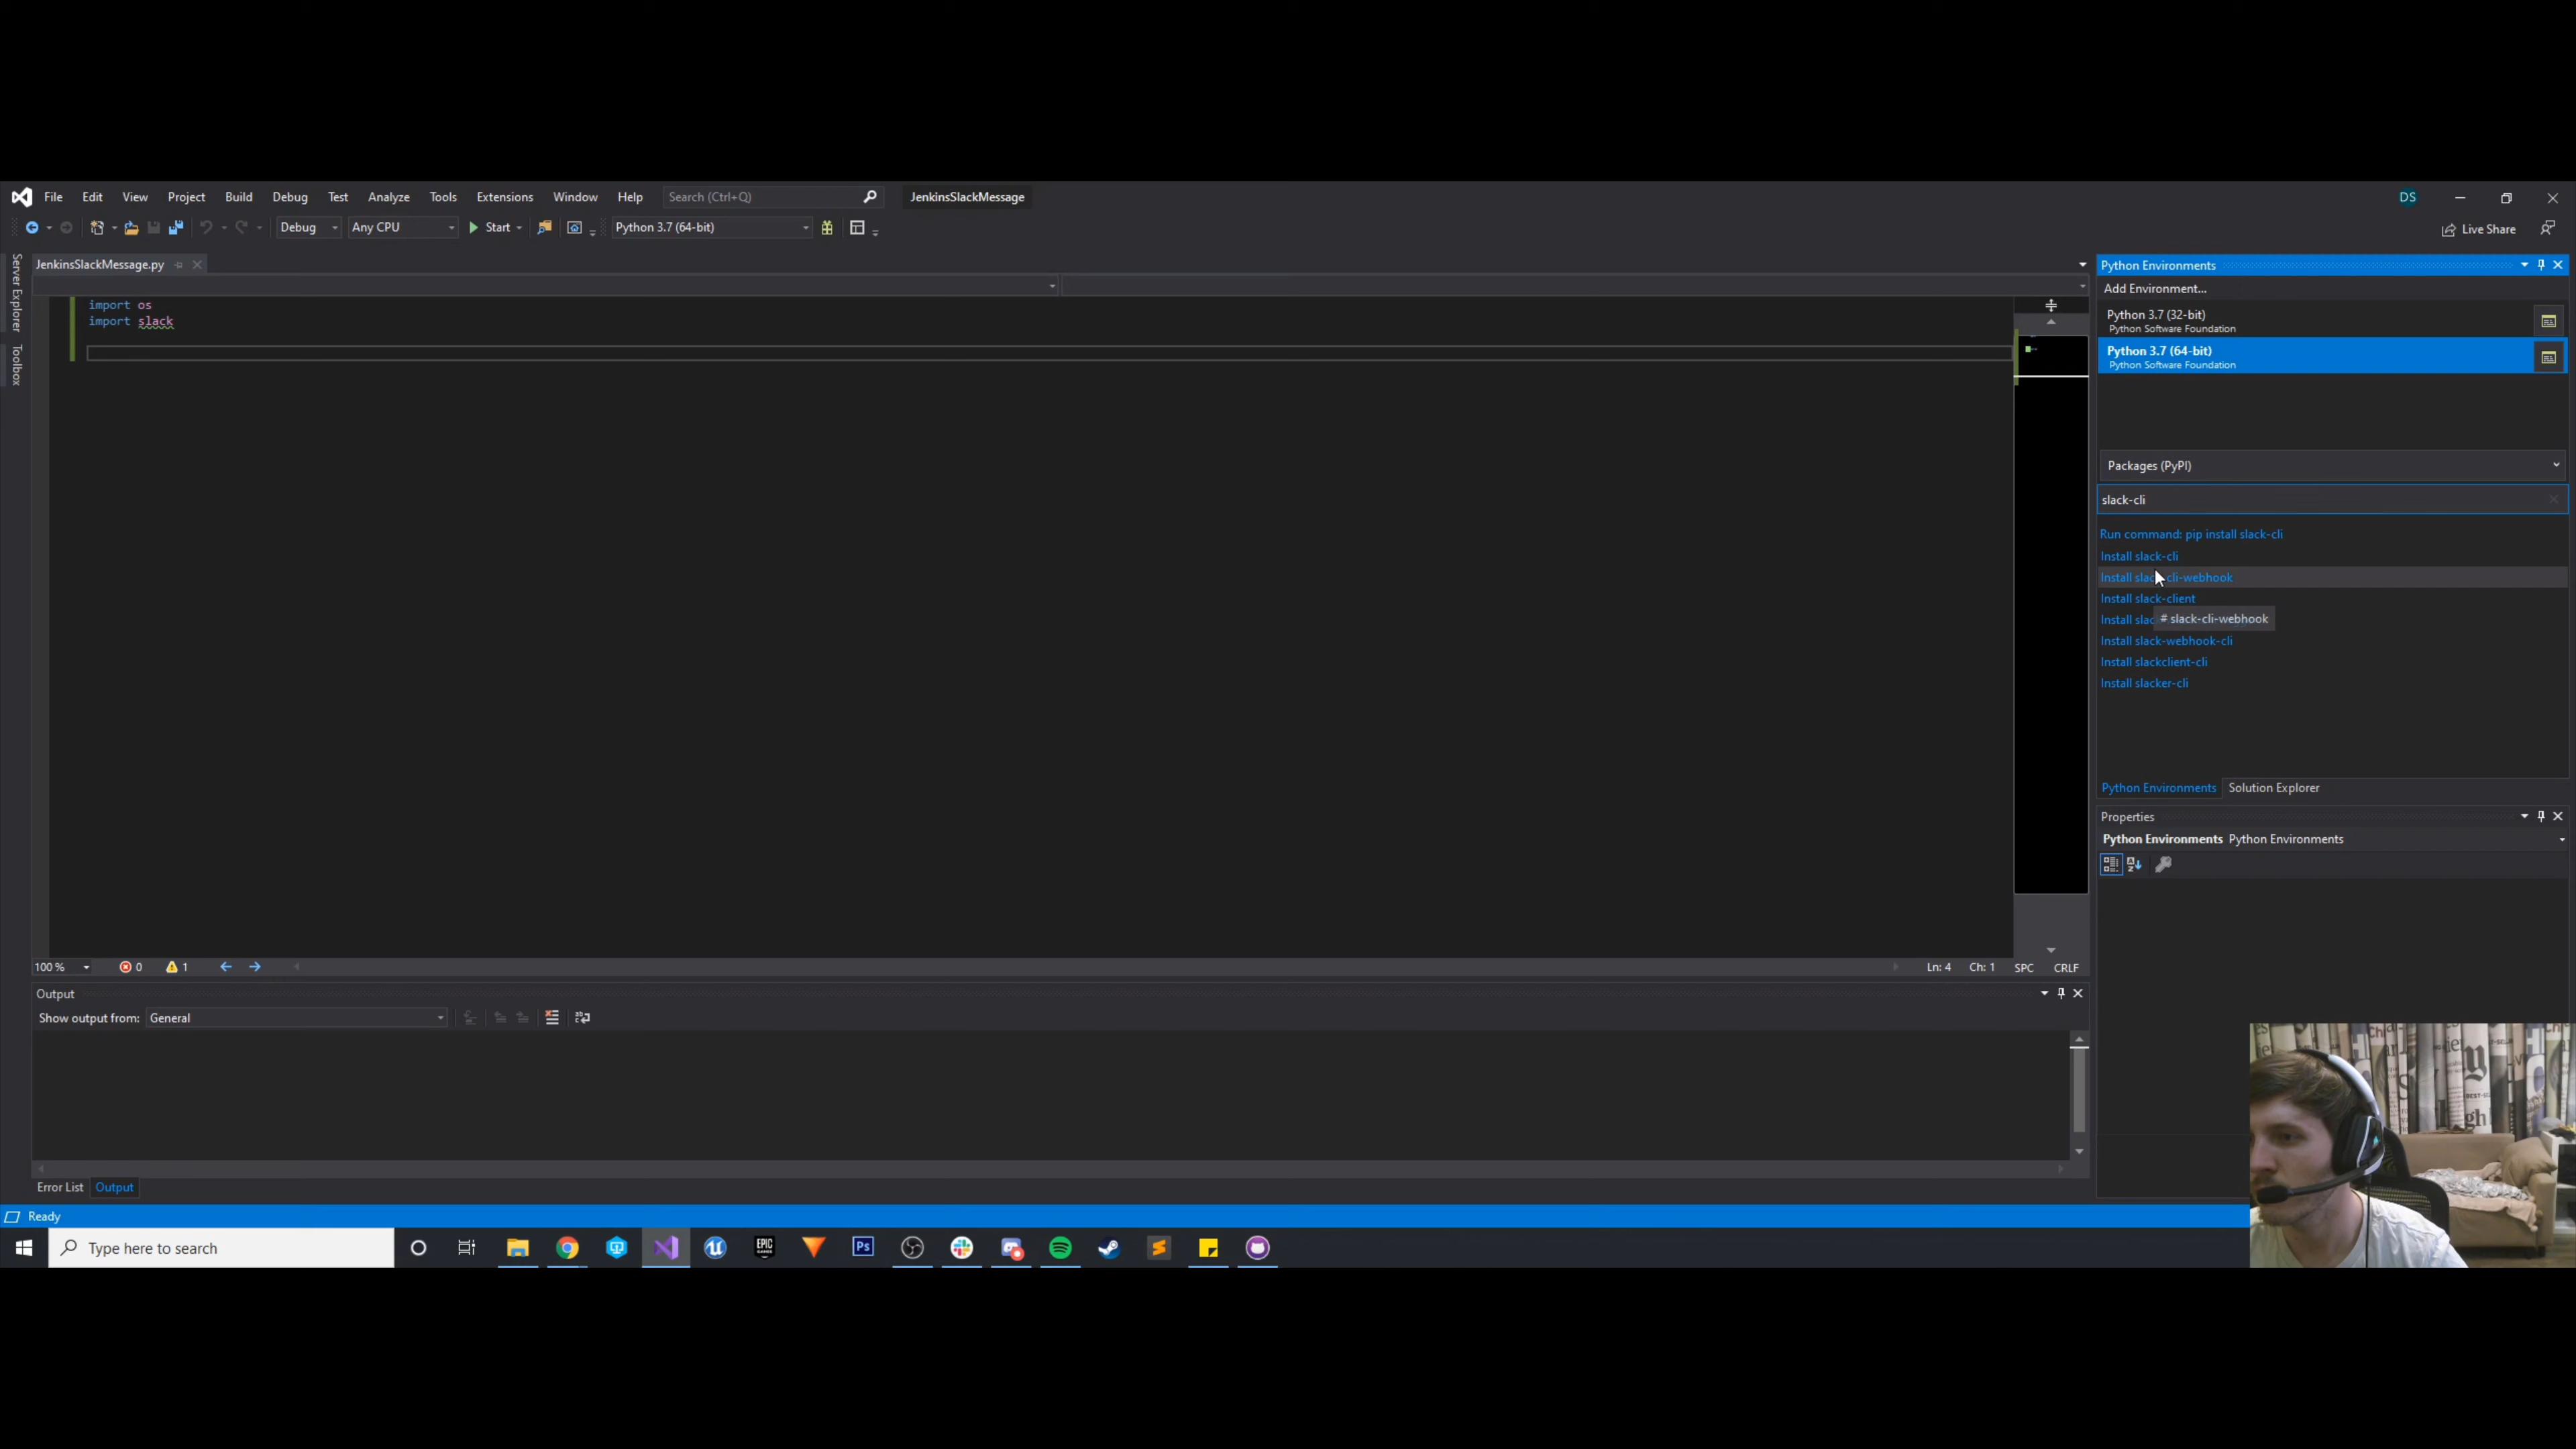 File Edit View Project Build Debug Test Analyze Tools Extensions Window Help Search (Ctrl+Q) JenkinsSlackMessage DS
Debug Any CPU Start Python 3.7 (64-bit) Live Share
Server Explorer
Toolbox
JenkinsSlackMessage.py
import os
import slack
100 % 0 1 Ln: 4 Ch: 1 SPC CRLF
Output
Show output from: General
Error List Output
Python Environments
Add Environment...
Python 3.7 (32-bit)
Python Software Foundation
Python 3.7 (64-bit)
Python Software Foundation
Packages (PyPI)
slack-cli
Run command: pip install slack-cli
Install slack-cli
Install slack-cli-webhook
Install slack-client
Install slac
# slack-cli-webhook
Install slack-webhook-cli
Install slackclient-cli
Install slacker-cli
Python Environments Solution Explorer
Properties
Python Environments Python Environments
Ready
Type here to search
EPIC GAMES
Ps